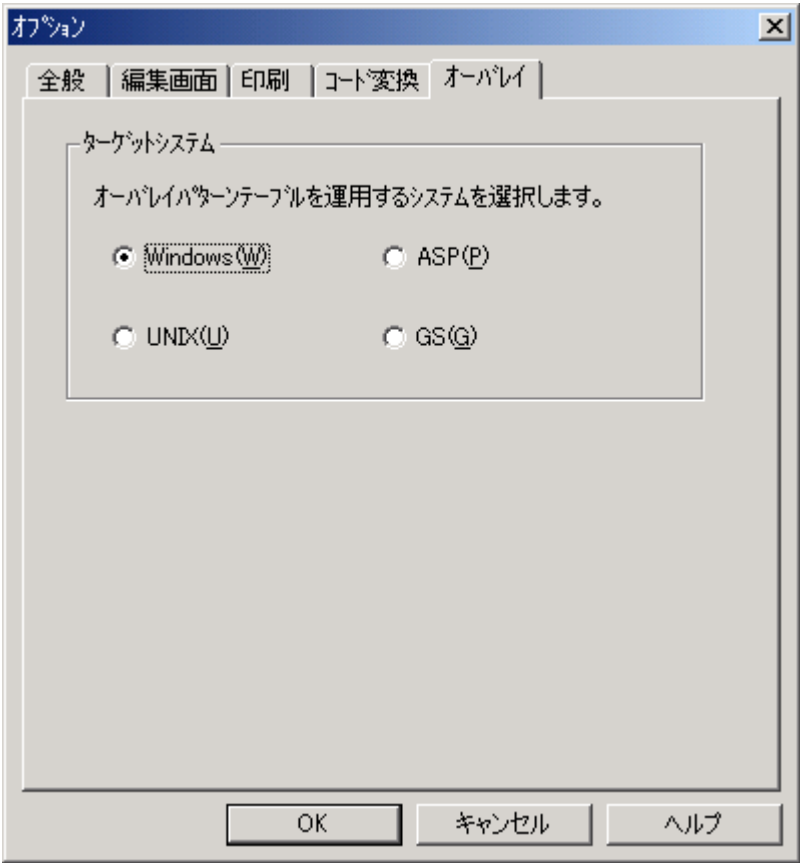 ｵﾌﾟｼｮﾝ
全般 編集画面 印刷 ｺｰﾄﾞ変換 ｵｰﾊﾞﾚｲ
ﾀｰｹﾞｯﾄｼｽﾃﾑ
ｵｰﾊﾞﾚｲﾊﾟﾀｰﾝﾃｰﾌﾞﾙを運用するｼｽﾃﾑを選択します。
Windows(W) ASP(P)
UNIX(U) GS(G)
OK キャンセル ヘルプ